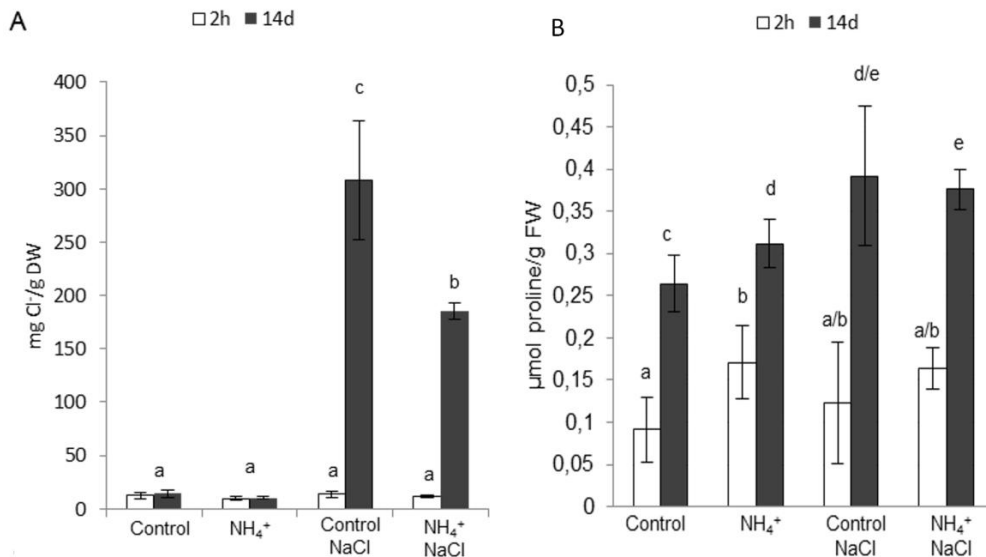 A
2h 14d
mg Cl⁻/g DW
400
350
300
250
200
150
100
50
0
a
a
a
c
a
b
Control
NH₄⁺
Control
NaCl
NH₄⁺
NaCl
B
2h 14d
µmol proline/g FW
0,5
0,45
0,4
0,35
0,3
0,25
0,2
0,15
0,1
0,05
0
a
c
b
d
a/b
d/e
a/b
e
Control
NH₄⁺
Control
NaCl
NH₄⁺
NaCl